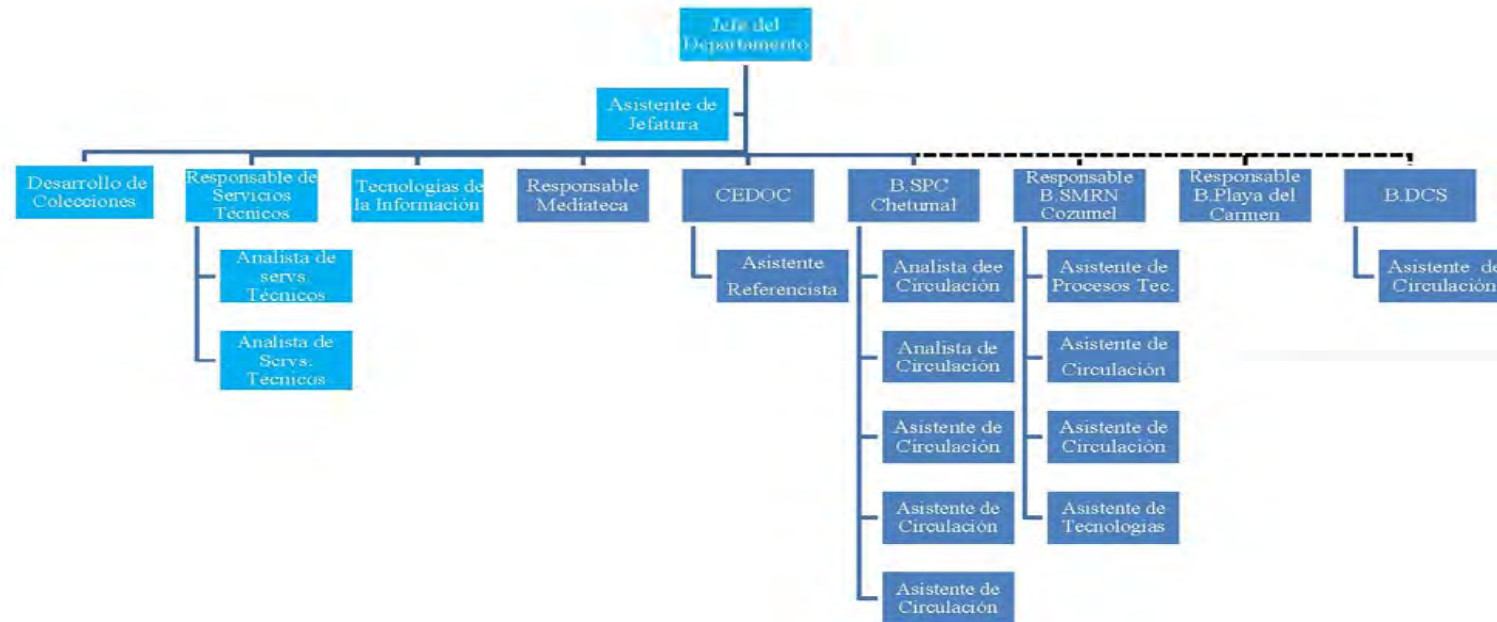 Jefe del
Departamento
Asistente de
Jefatura
Desarrollo de
Colecciones
Responsable de
Servicios
Técnicos
Tecnologías de
la Información
Responsable
Mediateca
CEDOC
B.SPC
Chetumal
Responsable
B.SMRN
Cozumel
Responsable
B.Playa del
Carmen
B.DCS
Analista de
servs.
Técnicos
Analista de
Servs.
Técnicos
Asistente
Referencista
Analista dee
Circulación
Analista de
Circulación
Asistente de
Circulación
Asistente de
Circulación
Asistente de
Circulación
Asistente de
Procesos Tec.
Asistente de
Circulación
Asistente de
Circulación
Asistente de
Tecnologías
Asistente de
Circulación